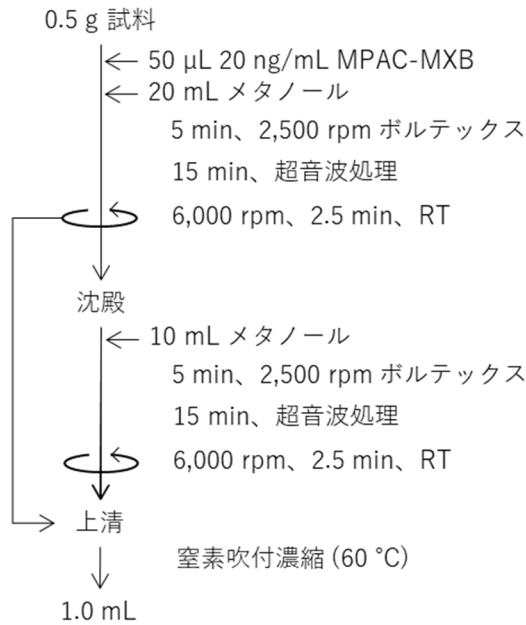 0.5 g 試料
50 µL 20 ng/mL MPAC-MXB
20 mL メタノール
5 min、2,500 rpm ボルテックス
15 min、超音波処理
6,000 rpm、2.5 min、RT
沈殿
10 mL メタノール
5 min、2,500 rpm ボルテックス
15 min、超音波処理
6,000 rpm、2.5 min、RT
上清
窒素吹付濃縮 (60 °C)
1.0 mL